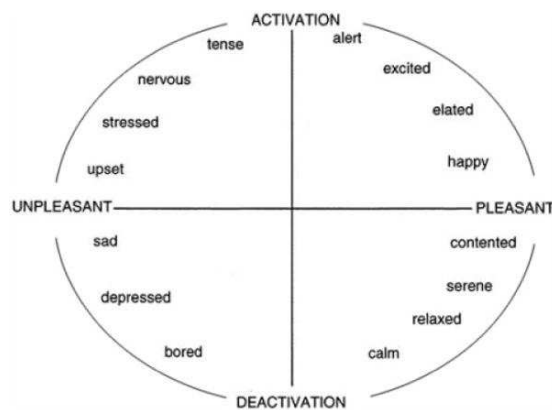 ACTIVATION
tense
alert
nervous
excited
stressed
elated
upset
happy
UNPLEASANT
PLEASANT
sad
contented
depressed
serene
relaxed
bored
calm
DEACTIVATION